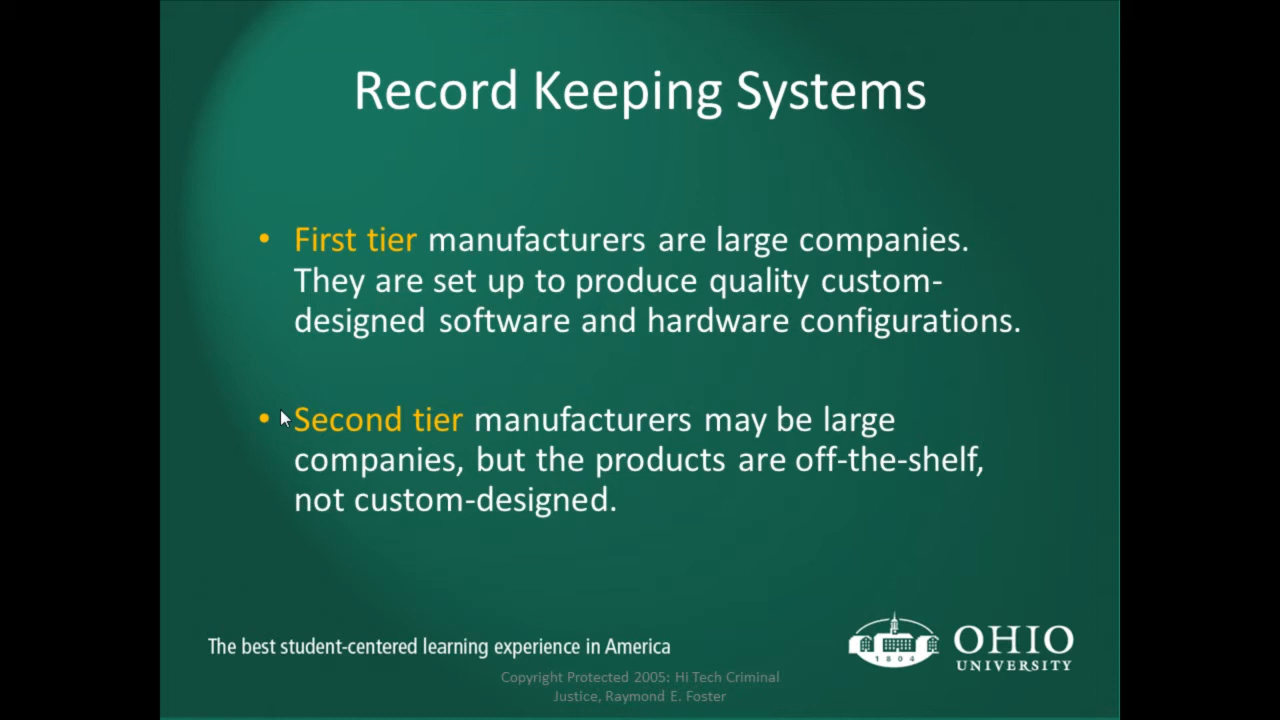 Record Keeping Systems
• First tier manufacturers are large companies.
They are set up to produce quality custom-
designed software and hardware configurations.
• Second tier manufacturers may be large
companies, but the products are off-the-shelf,
not custom-designed.
The best student-centered learning experience in America
1804
OHIO
UNIVERSITY
Copyright Protected 2005: Hi Tech Criminal
Justice, Raymond E. Foster